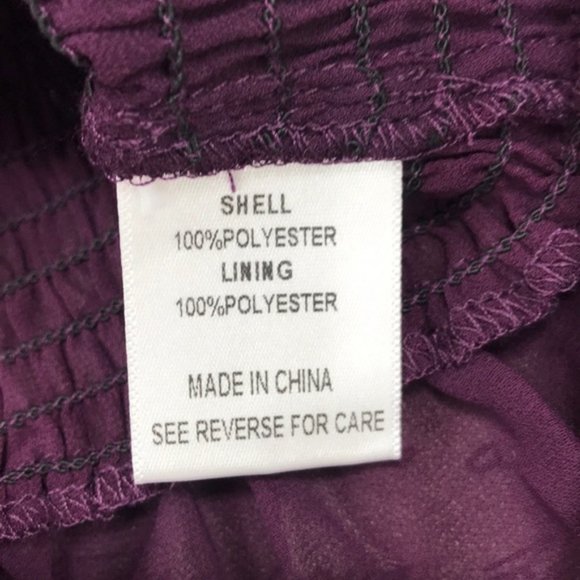 SHELL
100%POLYESTER
LINING
100%POLYESTER
MADE IN CHINA
SEE REVERSE FOR CARE